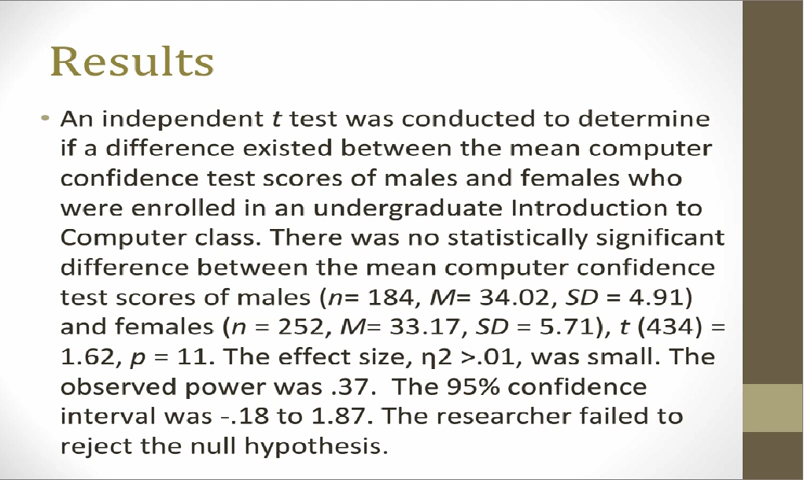 Results
• An independent t test was conducted to determine
if a difference existed between the mean computer
confidence test scores of males and females who
were enrolled in an undergraduate Introduction to
Computer class. There was no statistically significant
difference between the mean computer confidence
test scores of males (n= 184, M= 34.02, SD = 4.91)
and females (n = 252, M= 33.17, SD = 5.71), t (434) =
1.62, p = 11. The effect size, η2 >.01, was small. The
observed power was .37.  The 95% confidence
interval was -.18 to 1.87. The researcher failed to
reject the null hypothesis.